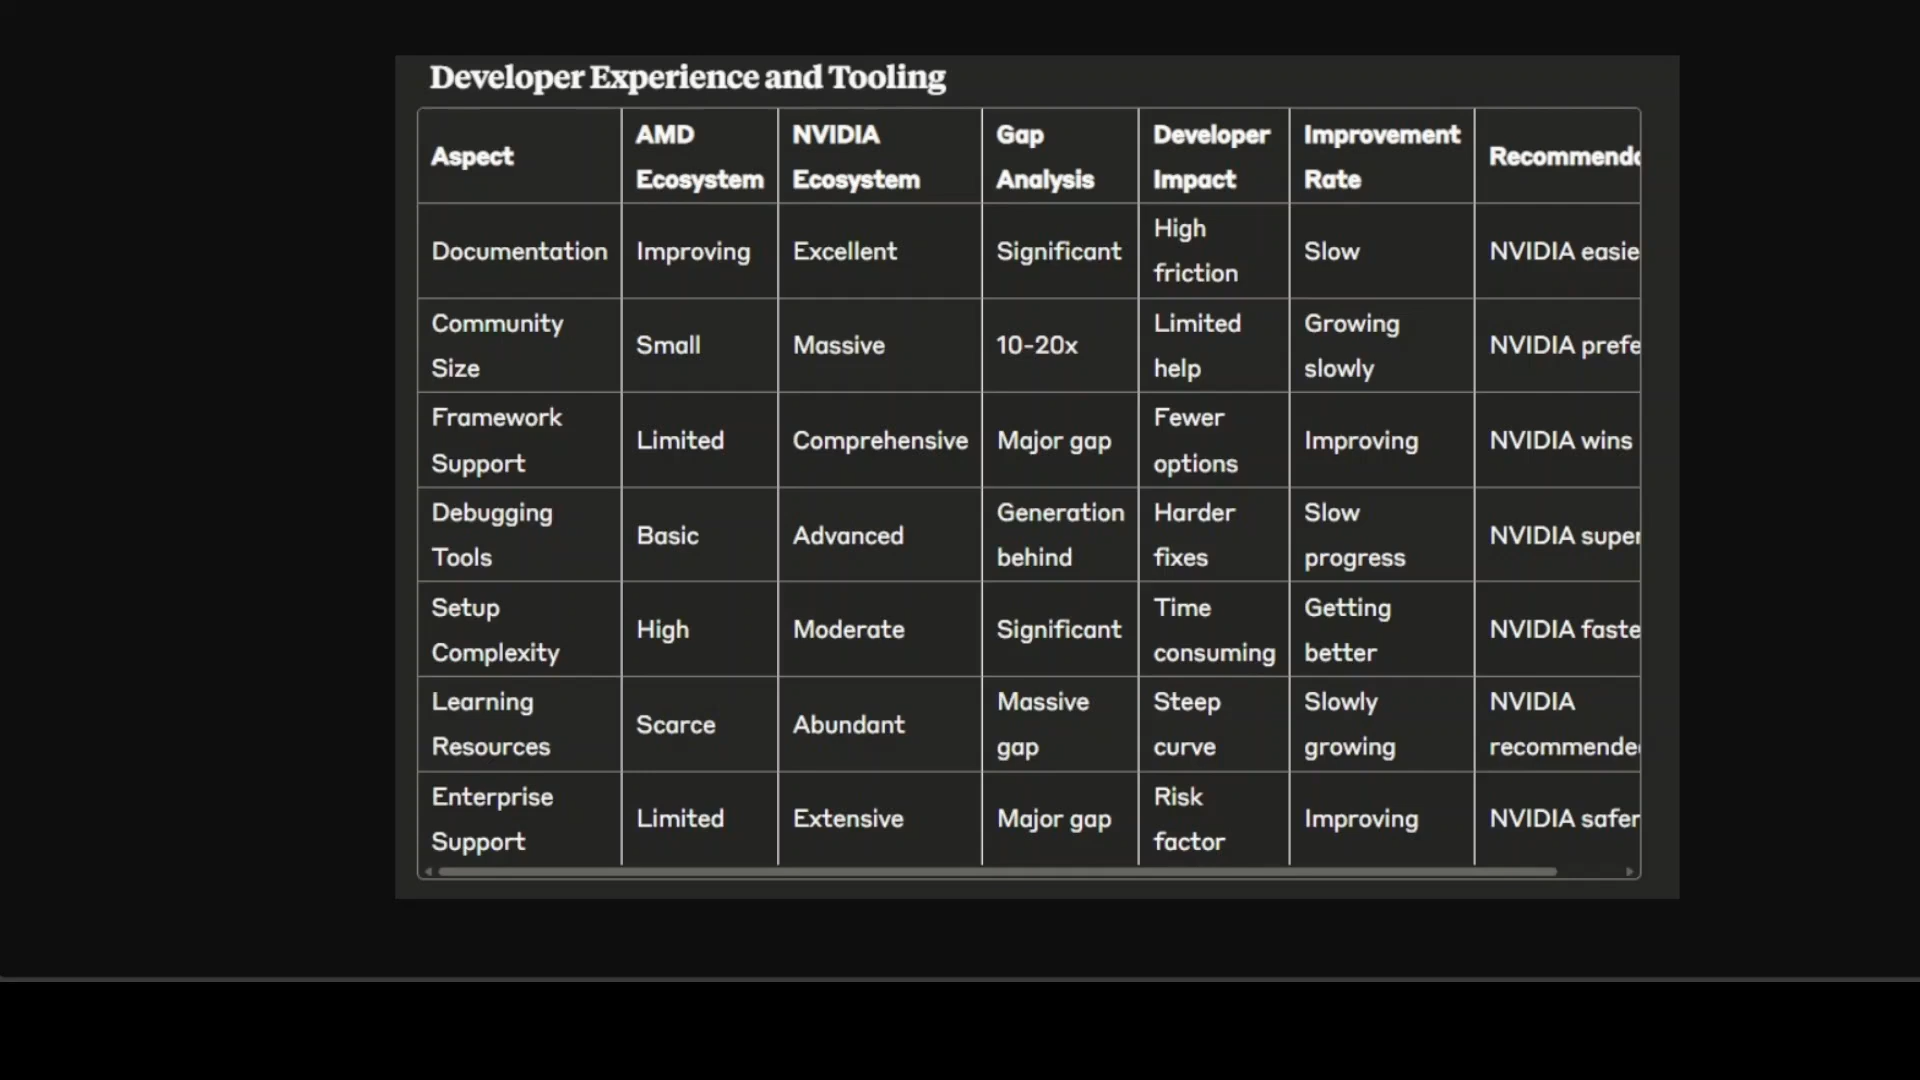 Developer Experience and Tooling
Aspect
AMD Ecosystem
NVIDIA Ecosystem
Gap Analysis
Developer Impact
Improvement Rate
Documentation
Improving
Excellent
Significant
High friction
Slow
NVIDIA
Community Size
Small
Massive
10-20x
Limited help
Growing slowly
NVIDIA
Framework Support
Limited
Comprehensive
Major gap
Fewer options
Improving
NVIDIA wins
Debugging Tools
Basic
Advanced
Generation behind
Harder fixes
Slow progress
NVIDIA
Setup Complexity
High
Moderate
Significant
Time consuming
Getting better
NVIDIA
Learning Resources
Scarce
Abundant
Massive gap
Steep curve
Slowly growing
NVIDIA
Enterprise Support
Limited
Extensive
Major gap
Risk factor
Improving
NVIDIA safer